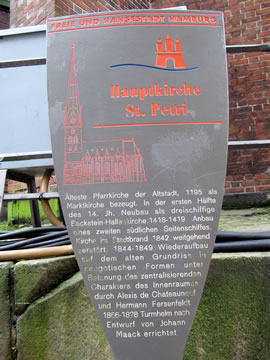 FREIE UND HANSESTADT HAMBURG
Hauptkirche
St. Petri
Älteste Pfarrkirche der Altstadt, 1195 als
Marktkirche bezeugt. In der ersten Hälfte
des 14. Jh. Neubau als dreischiffige
Backstein-Hallenkirche. 1418-1419 Anbau
eines zweiten südlichen Seitenschiffes.
Kirche im Stadtbrand 1842 weitgehend
zerstört. 1844-1849 Wiederaufbau
auf dem alten Grundriss in
neugotischen Formen unter
Betonung des zentralisierenden
Charakters des Innenraumes
durch Alexis de Chateauneuf
und Hermann Fersenfeldt.
1866-1878 Turmhelm nach
Entwurf von Johann
Maack errichtet